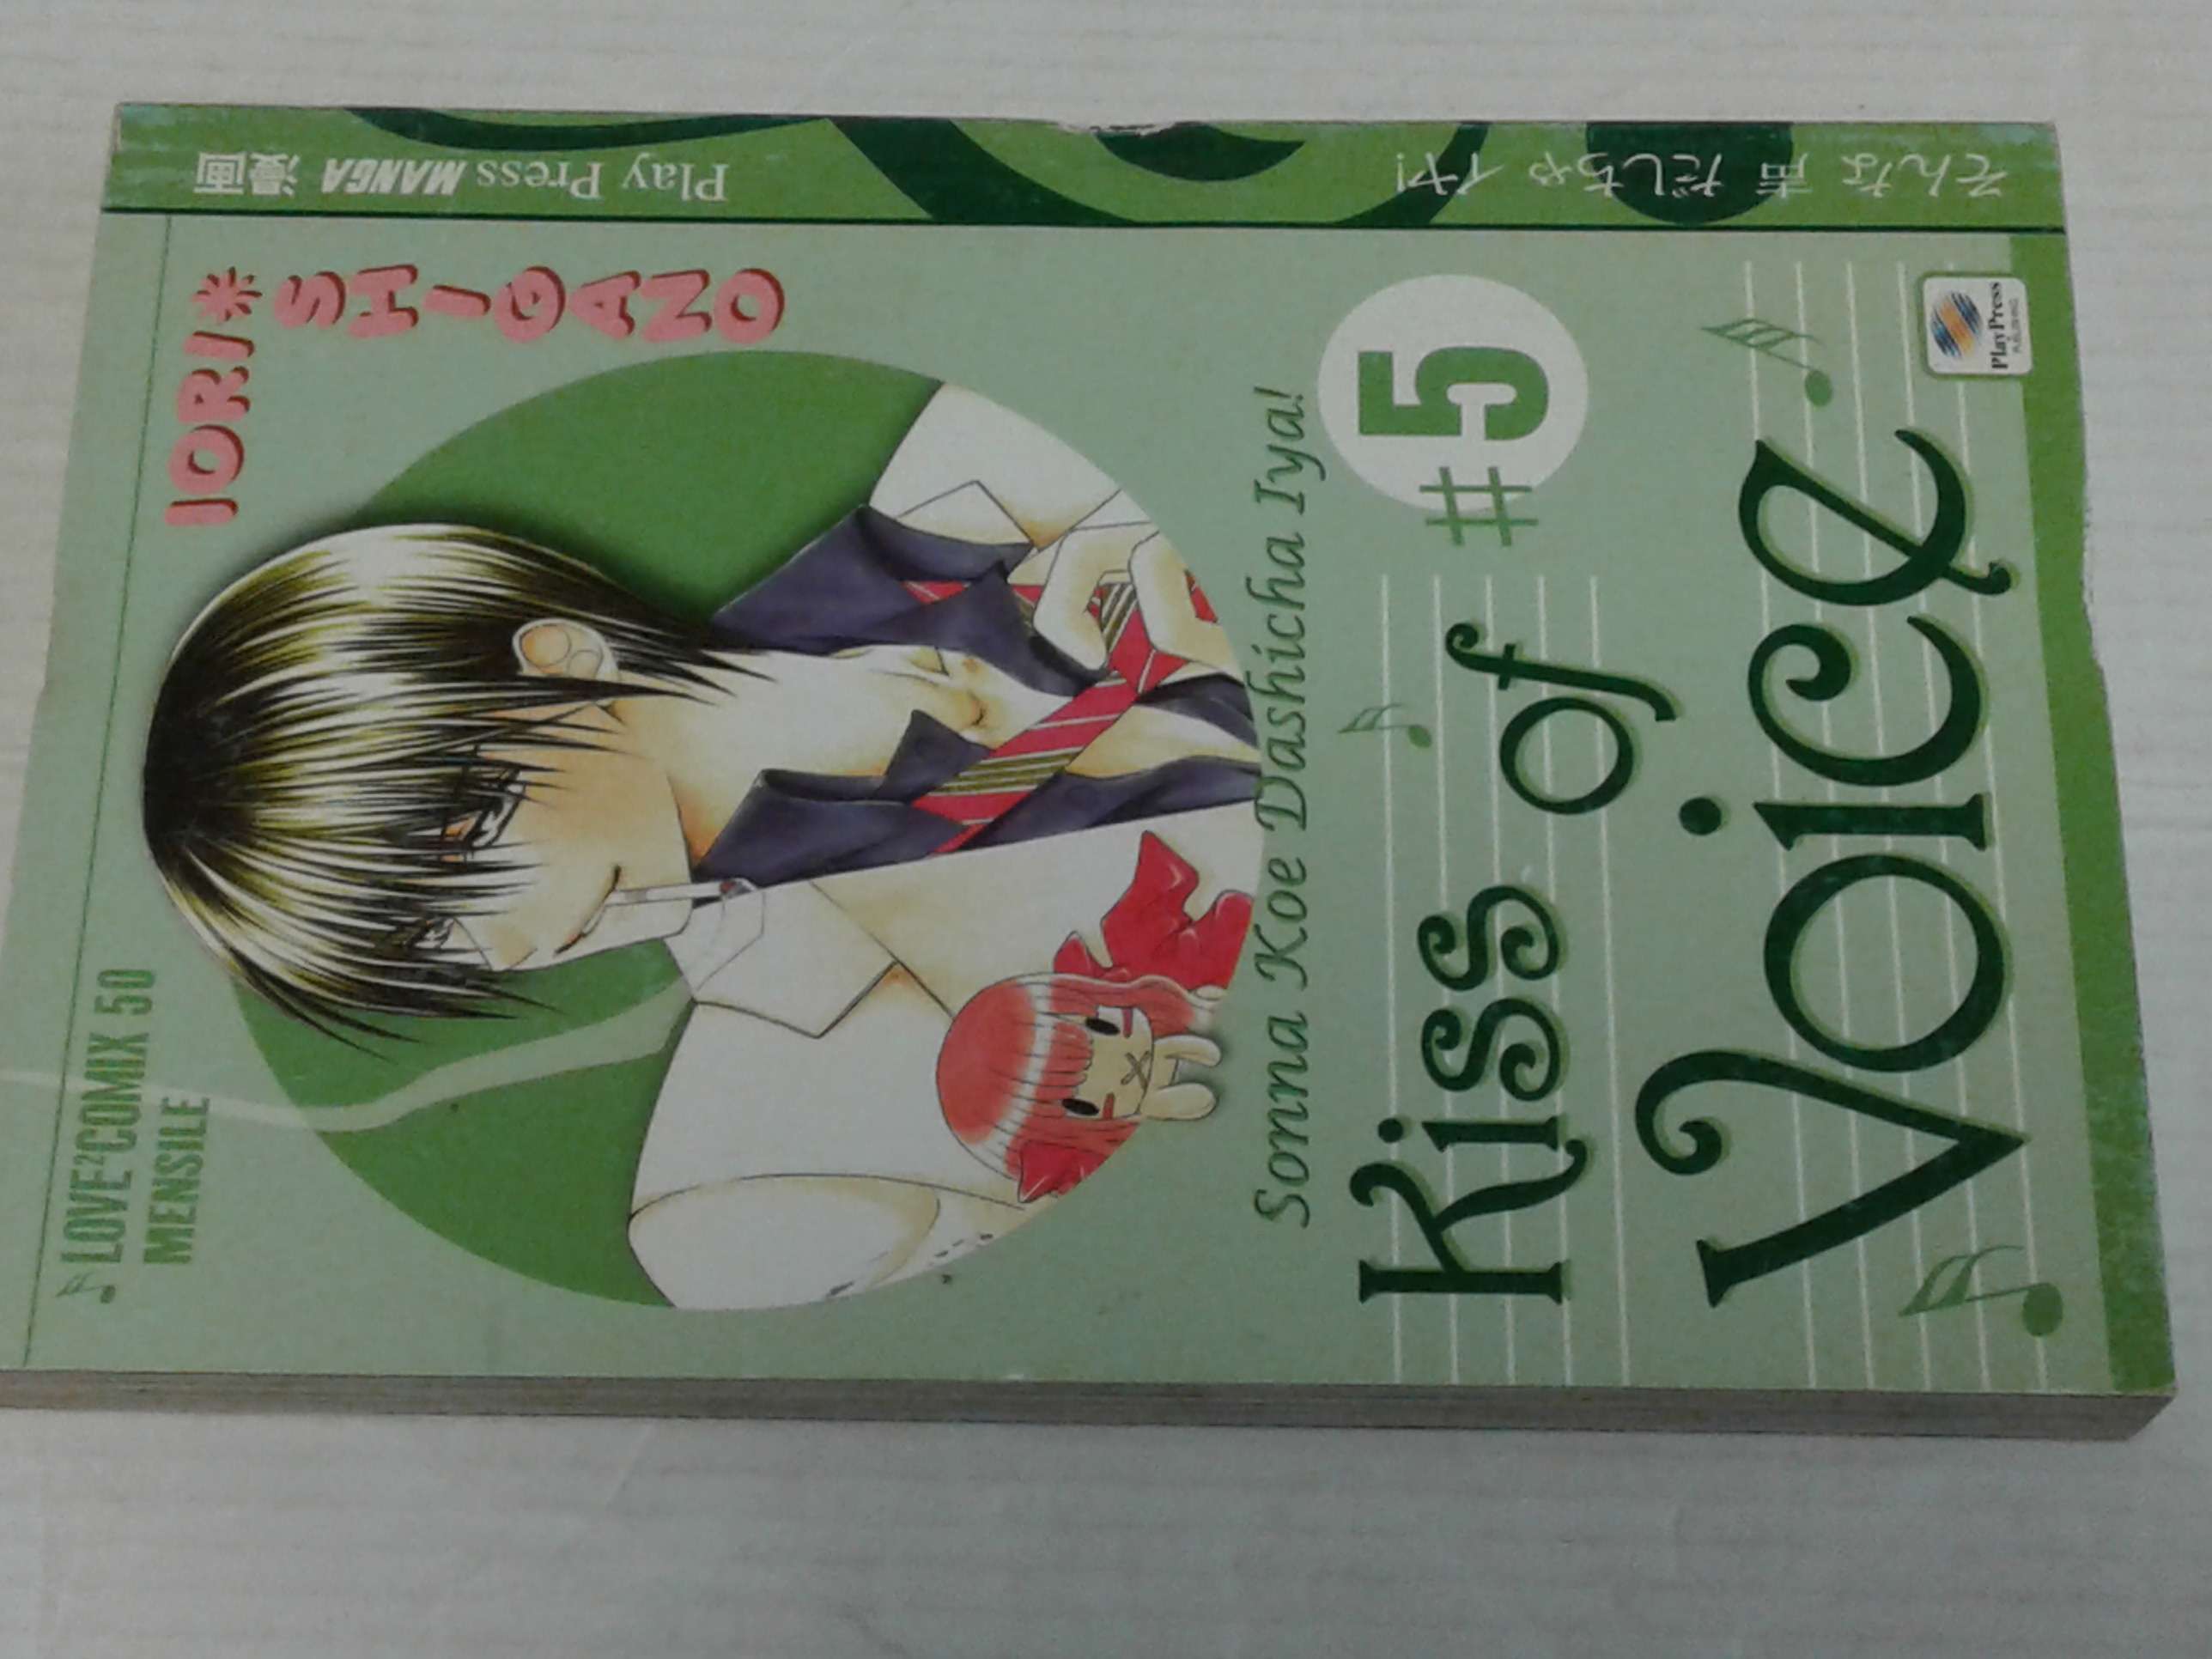 LOVE²COMIX 50
MENSILE
IORI*
SHIGANO
Sonna Koe Dashicha Iya!
#5
Kiss of
Voice
PlayPress
PUBLISHING
そんな 声 だしちゃ イヤ!
Play Press MANGA 漫画